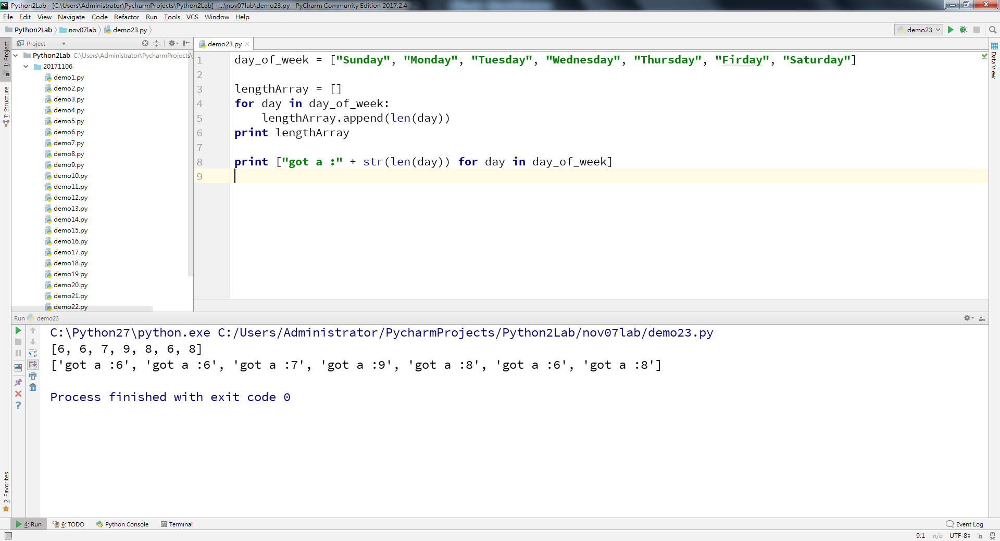 Python2Lab - [C:\Users\Administrator\PycharmProjects\Python2Lab] - ...\nov07lab\demo23.py - PyCharm Community Edition 2017.2.4
File Edit View Navigate Code Refactor Run Tools VCS Window Help
Python2Lab nov07lab demo23.py demo23
Project
1: Project
7: Structure
2: Favorites
Data View
Python2Lab C:\Users\Administrator\PycharmProjects\
20171106
demo1.py
demo2.py
demo3.py
demo4.py
demo5.py
demo6.py
demo7.py
demo8.py
demo9.py
demo10.py
demo11.py
demo12.py
demo13.py
demo14.py
demo15.py
demo16.py
demo17.py
demo18.py
demo19.py
demo20.py
demo21.py
demo22.py
demo23.py
1 day_of_week = ["Sunday", "Monday", "Tuesday", "Wednesday", "Thursday", "Firday", "Saturday"]
2
3 lengthArray = []
4 for day in day_of_week:
5     lengthArray.append(len(day))
6 print lengthArray
7
8 print ["got a :" + str(len(day)) for day in day_of_week]
9
Run demo23
C:\Python27\python.exe C:/Users/Administrator/PycharmProjects/Python2Lab/nov07lab/demo23.py
[6, 6, 7, 9, 8, 6, 8]
['got a :6', 'got a :6', 'got a :7', 'got a :9', 'got a :8', 'got a :6', 'got a :8']
Process finished with exit code 0
4: Run 6: TODO Python Console Terminal Event Log
9:1 n/a UTF-8